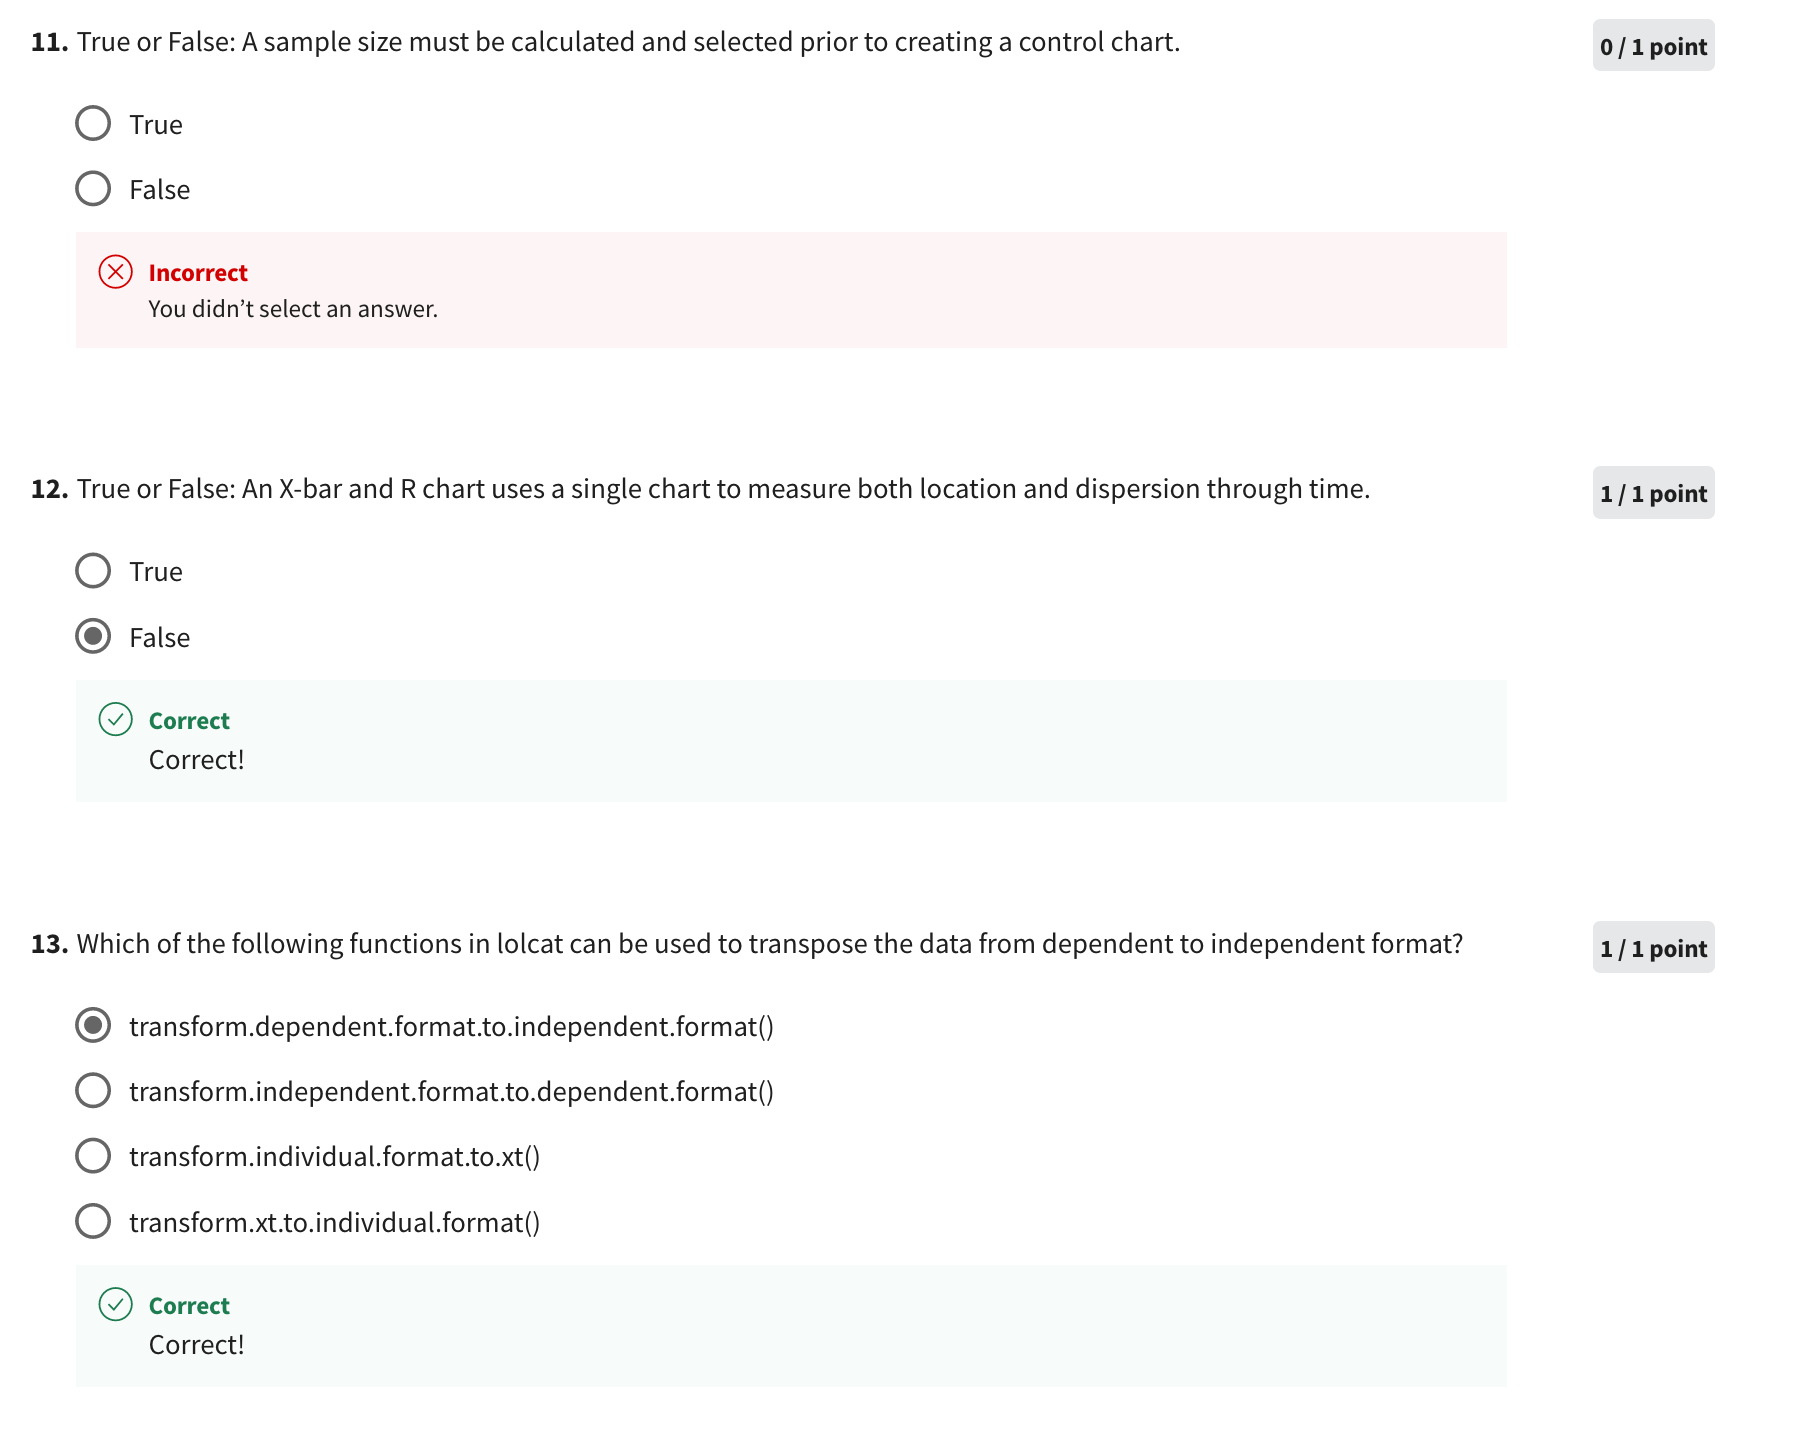 11. True or False: A sample size must be calculated and selected prior to creating a control chart.
0 / 1 point
True
False
Incorrect
You didn’t select an answer.
12. True or False: An X-bar and R chart uses a single chart to measure both location and dispersion through time.
1 / 1 point
True
False
Correct
Correct!
13. Which of the following functions in lolcat can be used to transpose the data from dependent to independent format?
1 / 1 point
transform.dependent.format.to.independent.format()
transform.independent.format.to.dependent.format()
transform.individual.format.to.xt()
transform.xt.to.individual.format()
Correct
Correct!